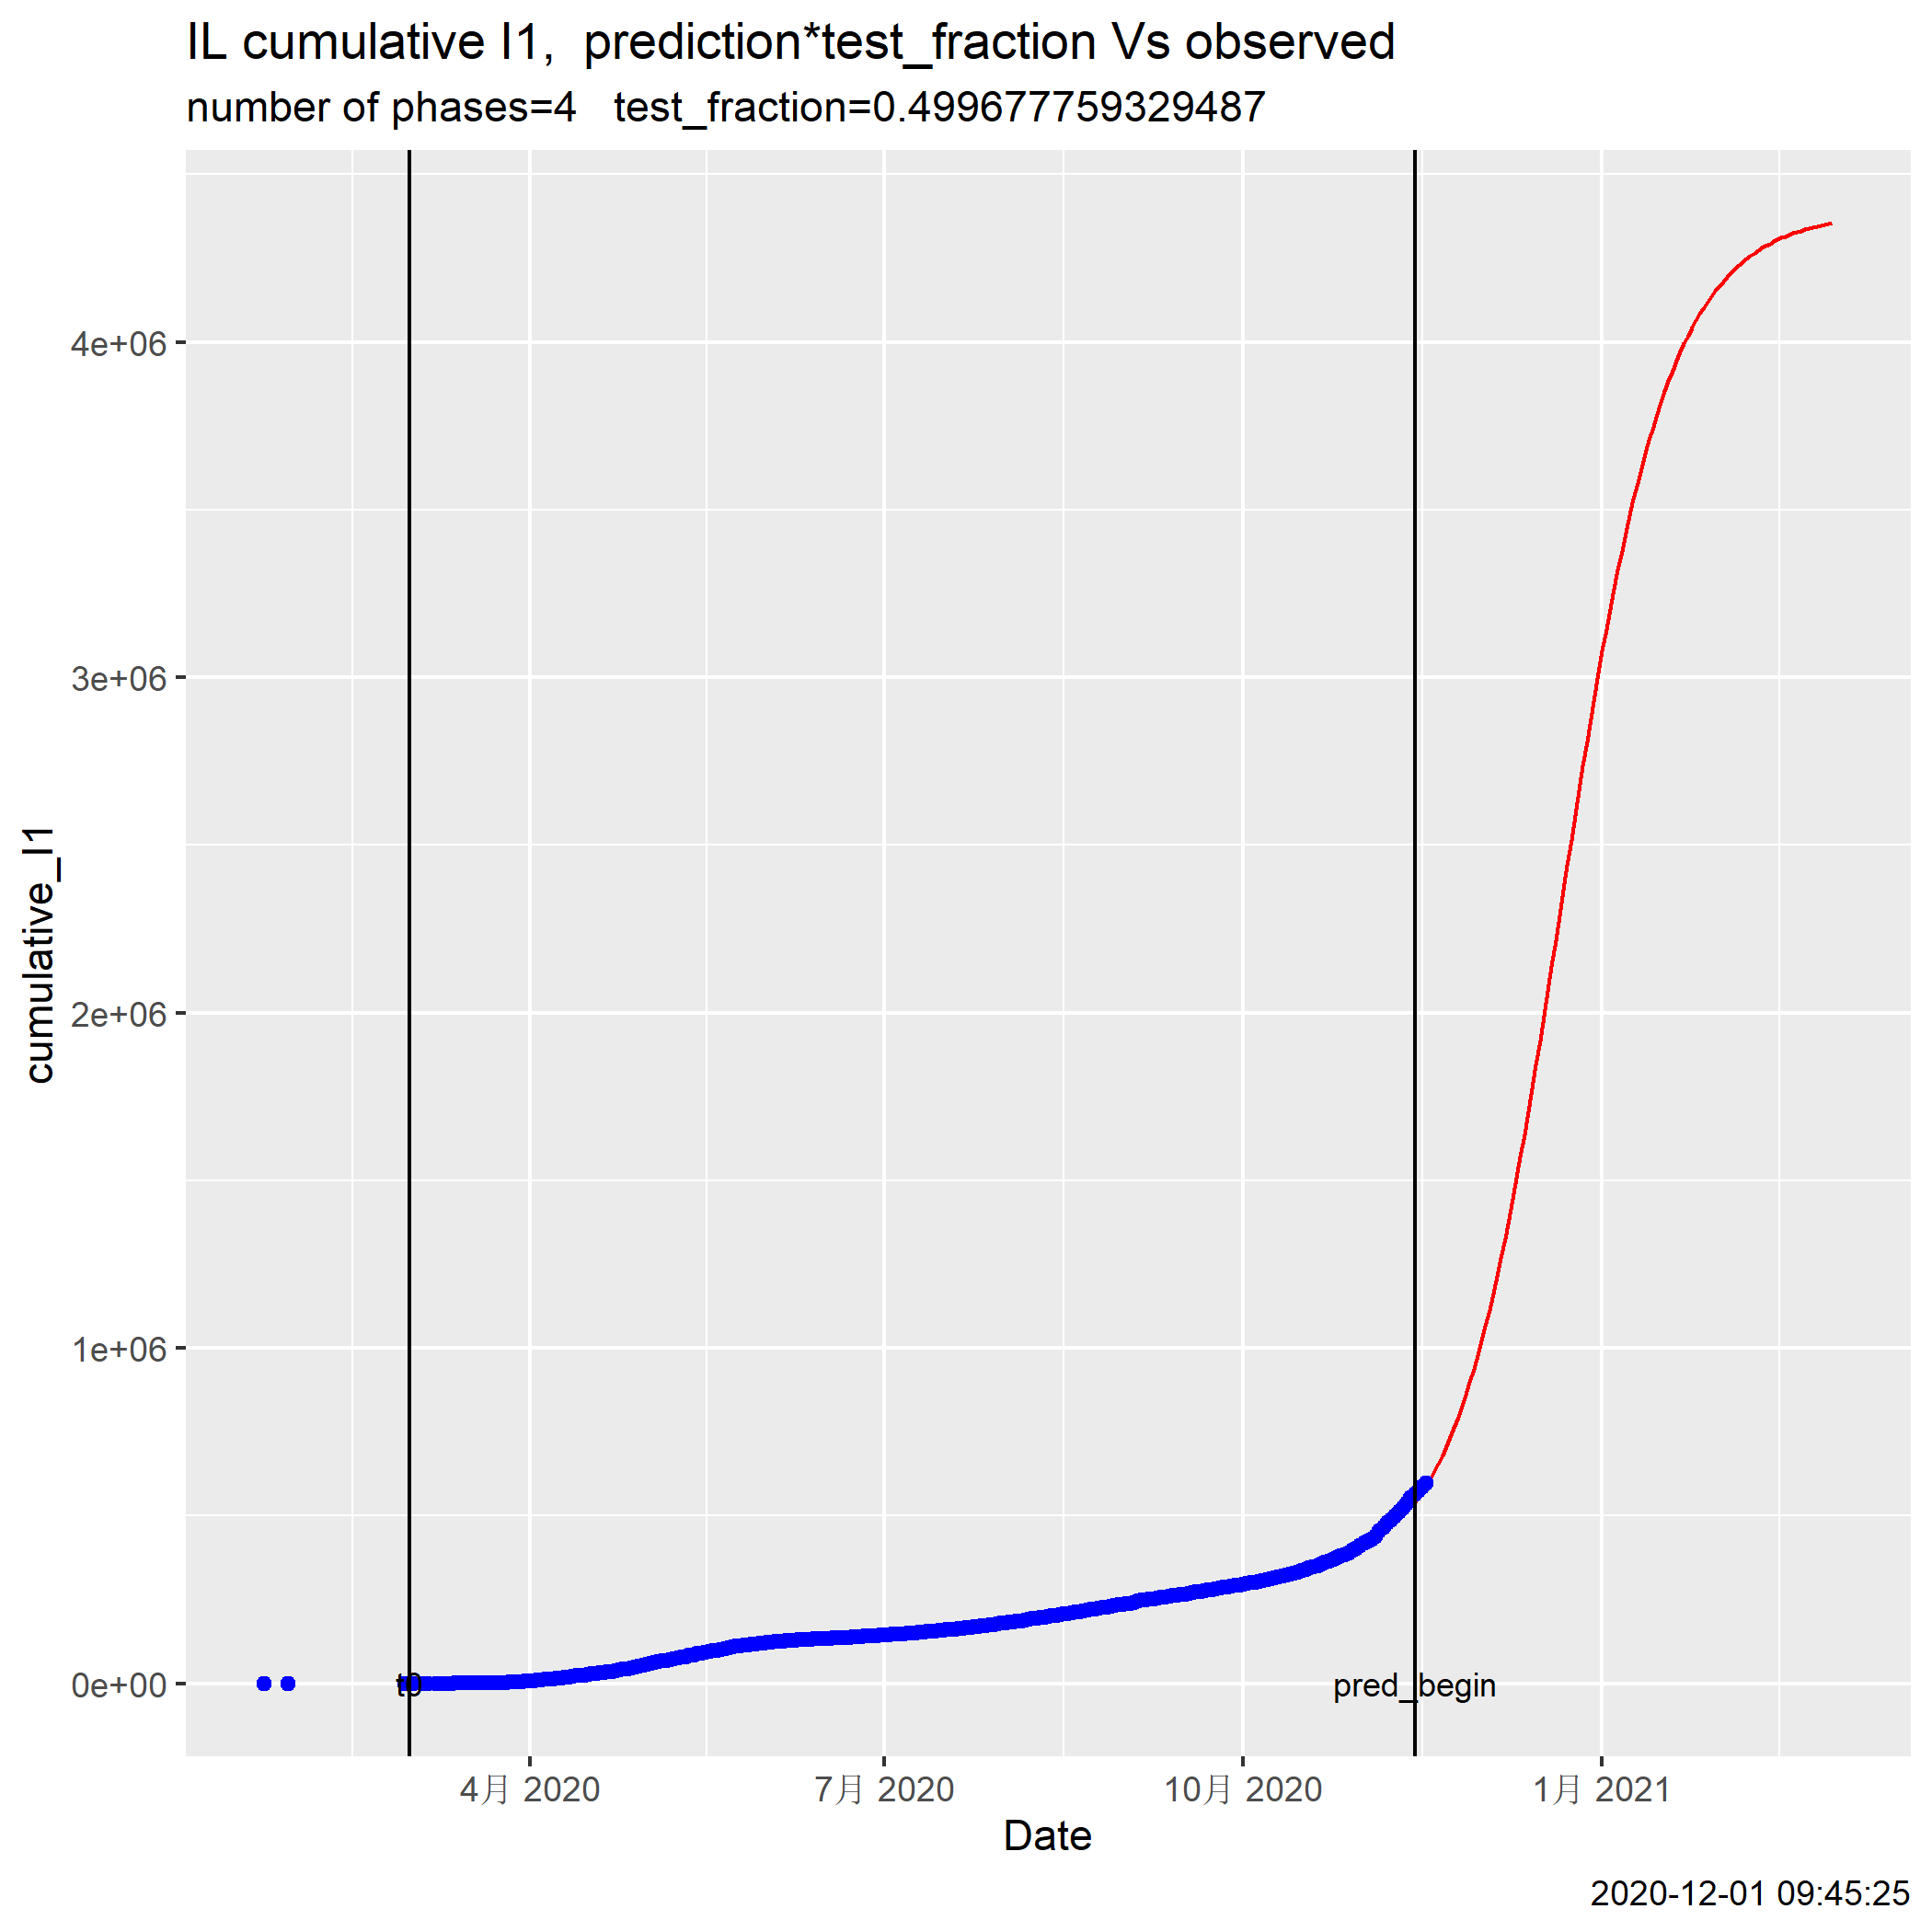 IL cumulative I1,  prediction*test_fraction Vs observed
number of phases=4   test_fraction=0.499677759329487
cumulative_I1
4e+06
3e+06
2e+06
1e+06
0e+00
t0
pred_begin
4月 2020
7月 2020
10月 2020
1月 2021
Date
2020-12-01 09:45:25